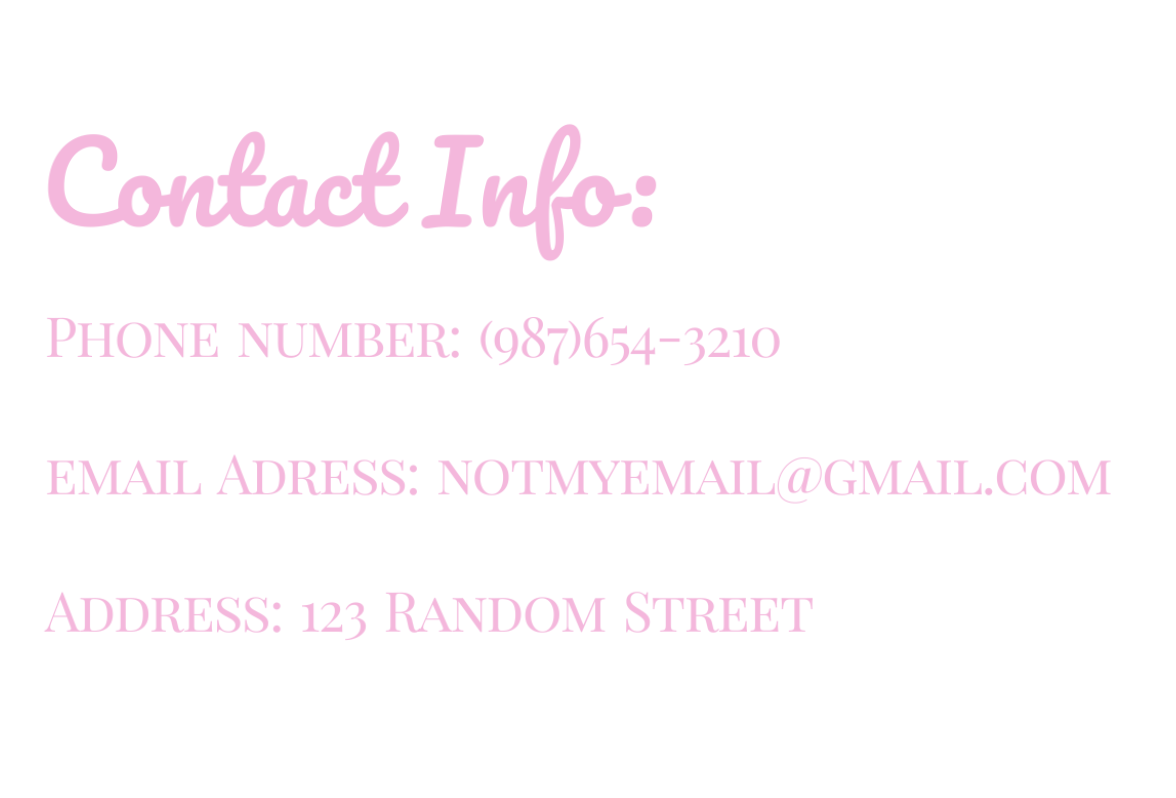 Contact Info:
Phone number: (987)654-3210
email Adress: notmyemail@gmail.com
Address: 123 Random Street